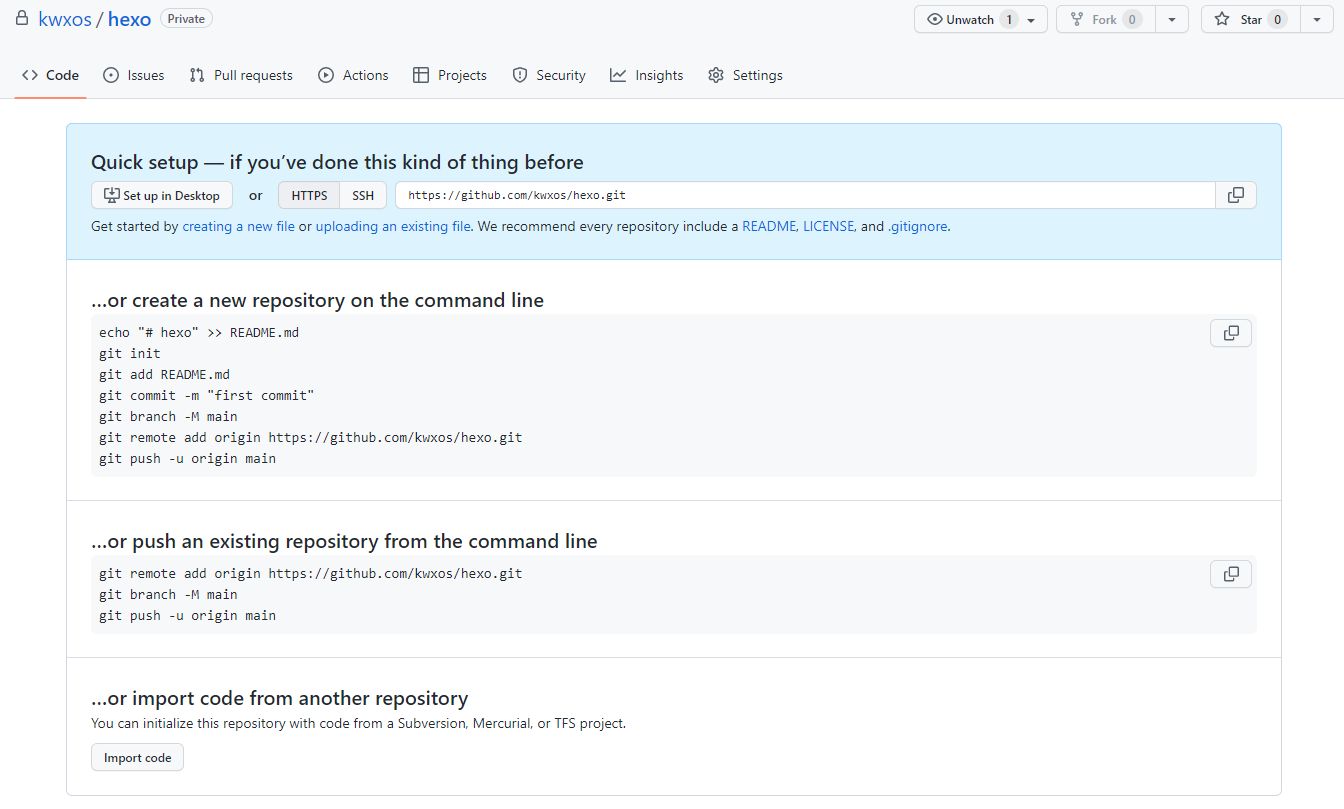 kwxos / hexo Private Unwatch 1 Fork 0 Star 0
Code Issues Pull requests Actions Projects Security Insights Settings
Quick setup — if you’ve done this kind of thing before
Set up in Desktop or HTTPS SSH https://github.com/kwxos/hexo.git
Get started by creating a new file or uploading an existing file. We recommend every repository include a README, LICENSE, and .gitignore.
…or create a new repository on the command line
echo "# hexo" >> README.md
git init
git add README.md
git commit -m "first commit"
git branch -M main
git remote add origin https://github.com/kwxos/hexo.git
git push -u origin main
…or push an existing repository from the command line
git remote add origin https://github.com/kwxos/hexo.git
git branch -M main
git push -u origin main
…or import code from another repository
You can initialize this repository with code from a Subversion, Mercurial, or TFS project.
Import code